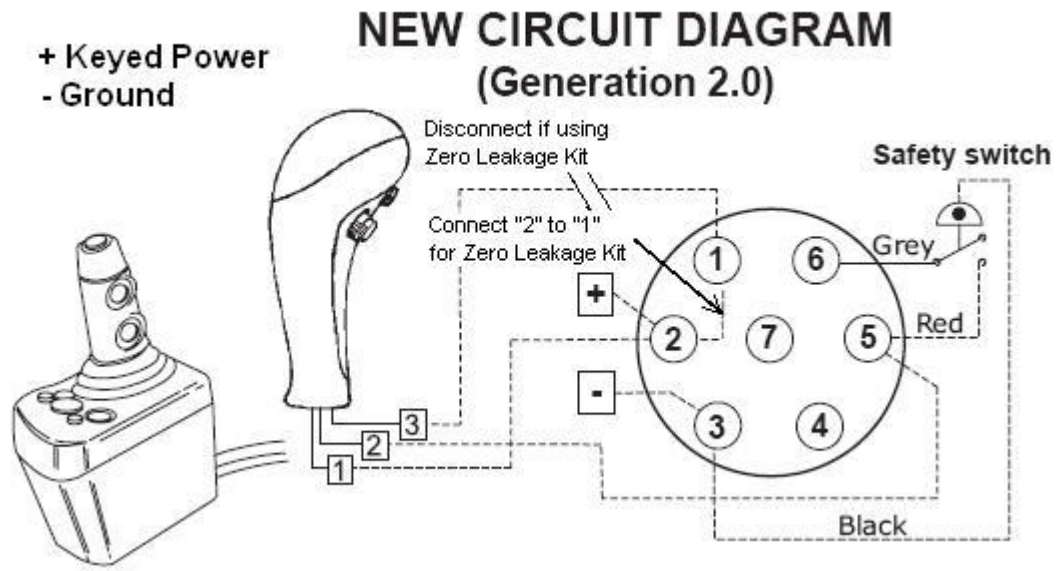 NEW CIRCUIT DIAGRAM
(Generation 2.0)
+ Keyed Power
- Ground
Disconnect if using
Zero Leakage Kit
Connect "2" to "1"
for Zero Leakage Kit
Safety switch
Grey
1
6
+
2
7
5
Red
-
3
4
3
2
1
Black